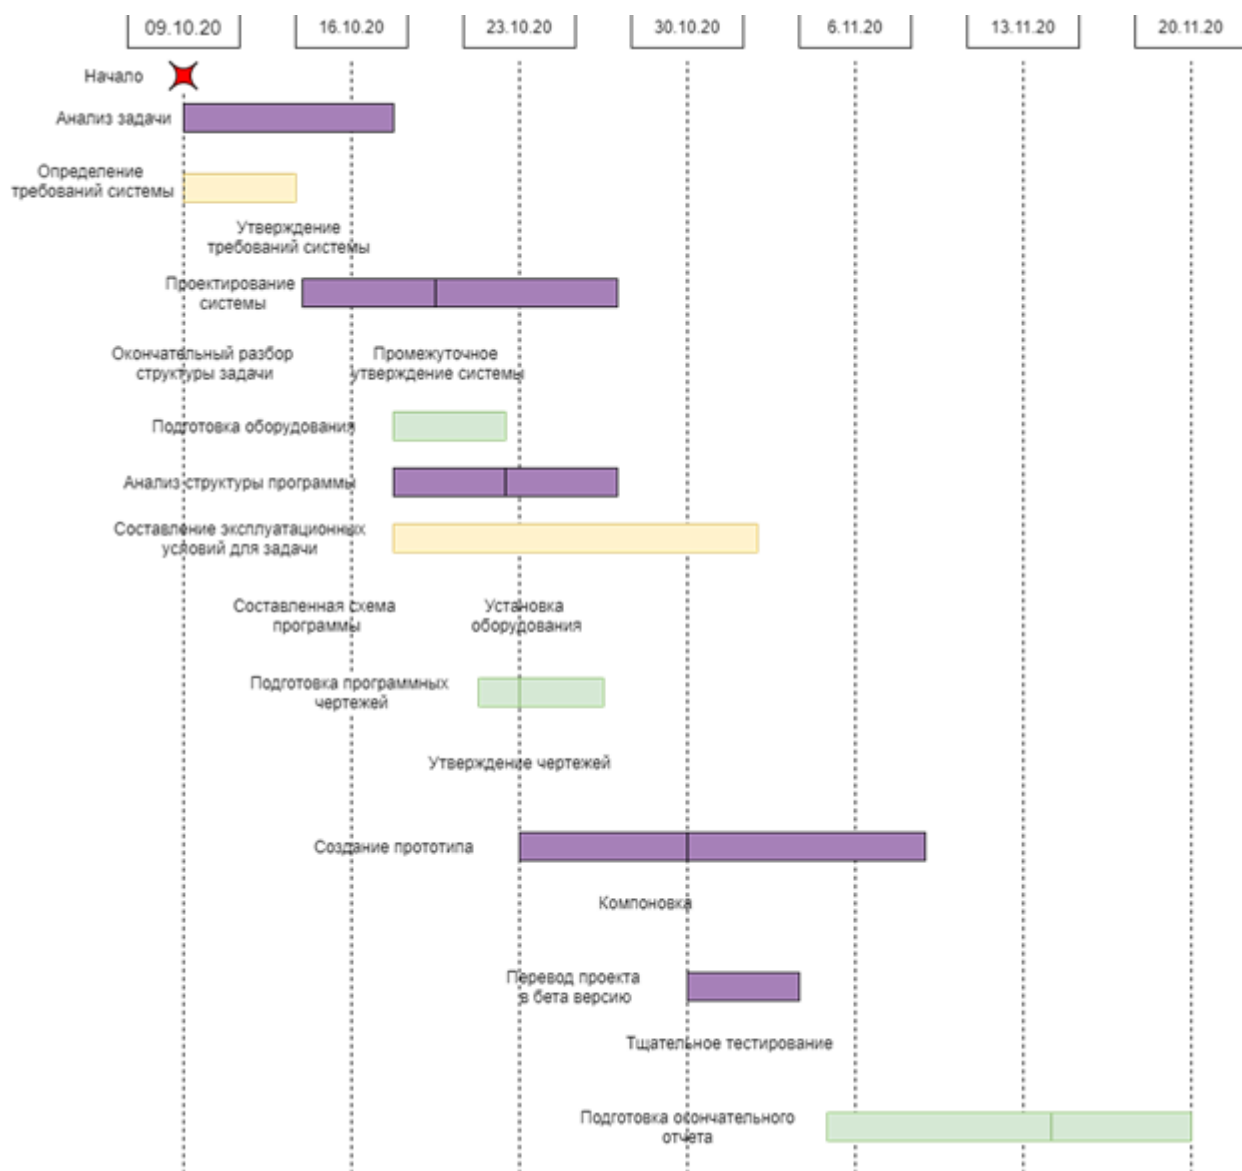 09.10.20
16.10.20
23.10.20
30.10.20
6.11.20
13.11.20
20.11.20
Начало
Анализ задачи
Определение
требований системы
Утверждение
требований системы
Проектирование
системы
Окончательный разбор
структуры задачи
Промежуточное
утверждение системы
Подготовка оборудования
Анализ структуры программы
Составление эксплуатационных
условий для задачи
Составленная схема
программы
Установка
оборудования
Подготовка программных
чертежей
Утверждение чертежей
Создание прототипа
Компоновка
Перевод проекта
в бета версию
Тщательное тестирование
Подготовка окончательного
отчета